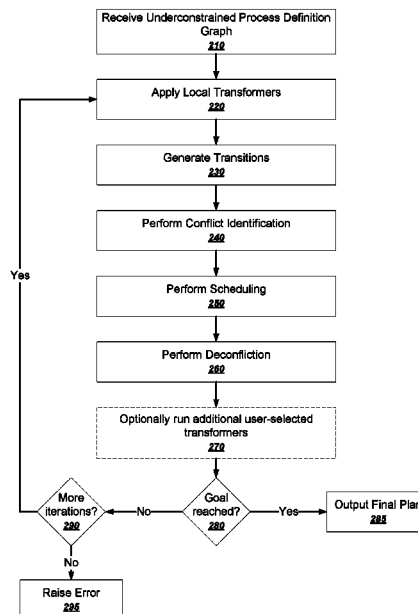 Receive Underconstrained Process Definition
Graph
210
Apply Local Transformers
220
Generate Transitions
230
Perform Conflict Identification
240
Yes
Perform Scheduling
250
Perform Deconfliction
260
Optionally run additional user-selected
transformers
270
More
iterations?
290
No
Goal
reached?
280
Yes
Output Final Plan
285
No
Raise Error
295